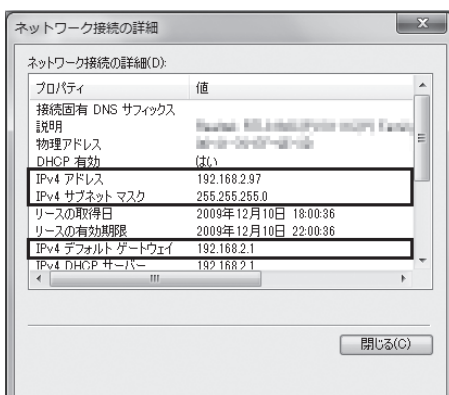 ネットワーク接続の詳細
ネットワーク接続の詳細(D):
プロパティ 値
接続固有 DNS サフィックス
説明
物理アドレス
DHCP 有効 はい
IPv4 アドレス 192.168.2.97
IPv4 サブネット マスク 255.255.255.0
リースの取得日 2009年12月10日 18:00:36
リースの有効期限 2009年12月10日 22:00:36
IPv4 デフォルト ゲートウェイ 192.168.2.1
IPv4 DHCP サーバー 192.168.2.1
閉じる(C)